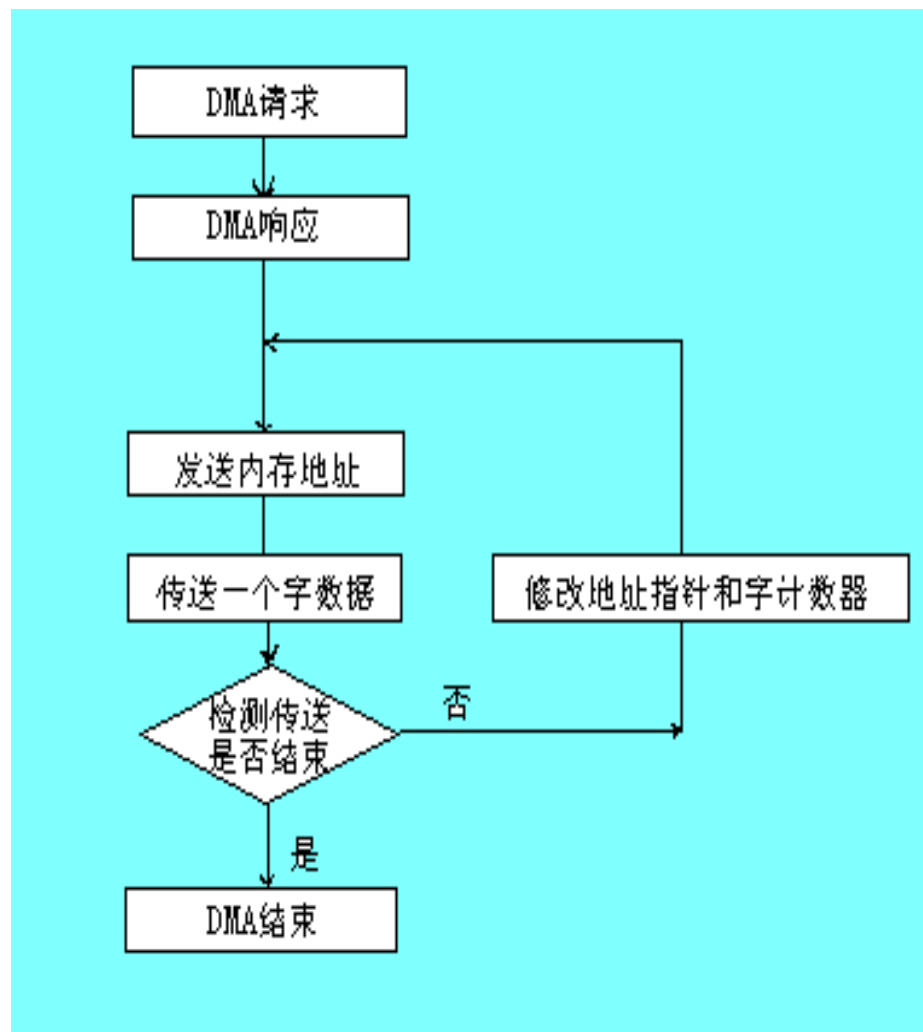 DMA请求
DMA响应
发送内存地址
传送一个字数据
修改地址指针和字计数器
检测传送
是否结束
否
是
DMA结束